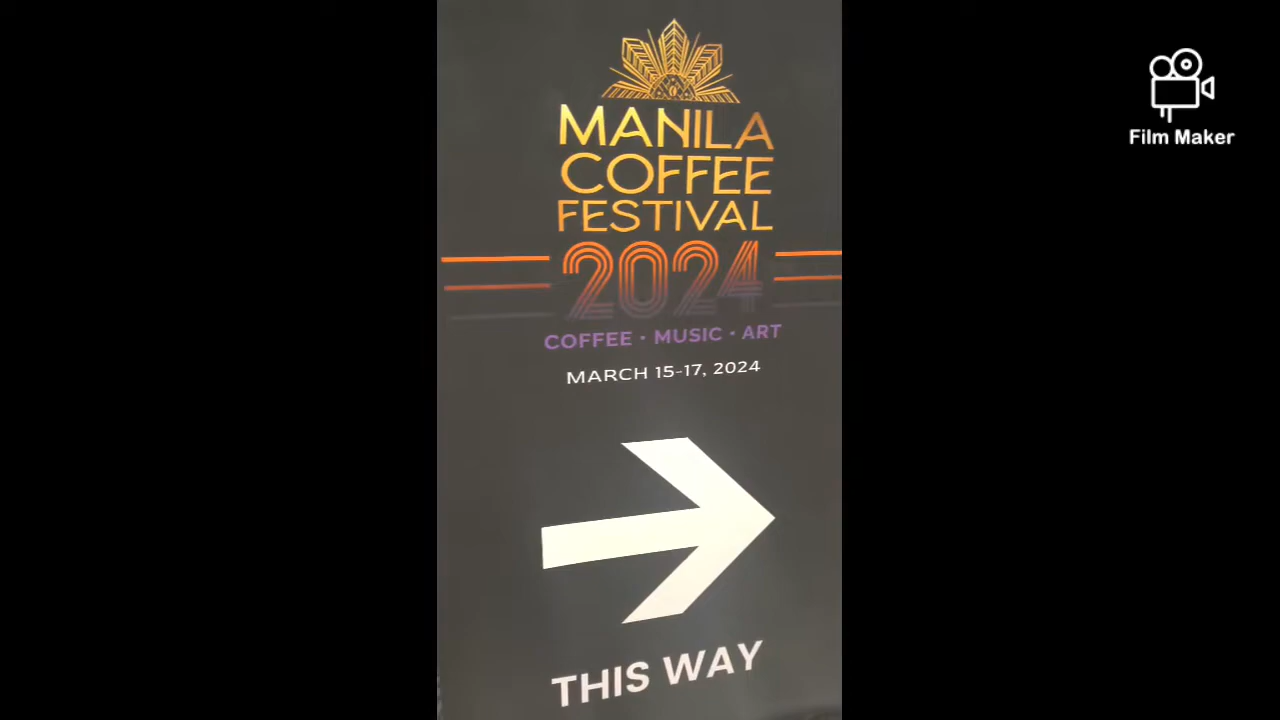 MANILA
COFFEE
FESTIVAL
2024
COFFEE · MUSIC · ART
MARCH 15-17, 2024
THIS WAY
Film Maker